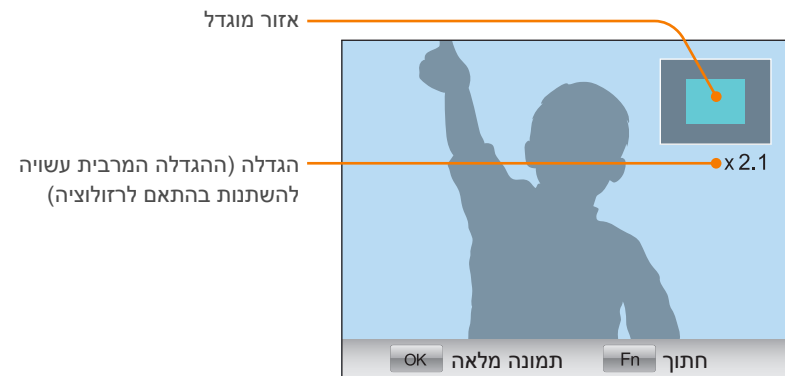 אזור מוגדל
הגדלה (ההגדלה המרבית עשויה
להשתנות בהתאם לרזולוציה)
x 2.1
חתוך Fn תמונה מלאה OK